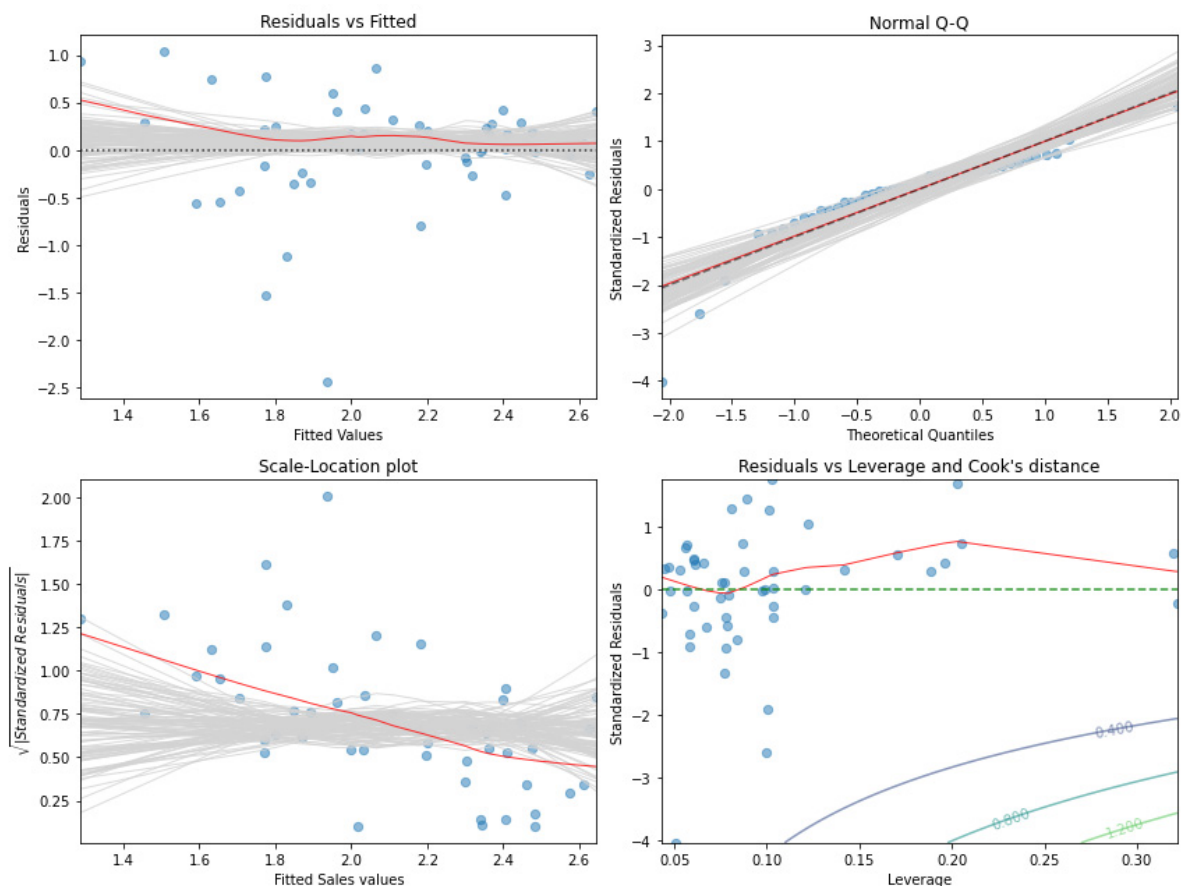 Residuals vs Fitted
1.0
0.5
0.0
−0.5
−1.0
−1.5
−2.0
−2.5
Residuals
1.4 1.6 1.8 2.0 2.2 2.4 2.6
Fitted Values
Normal Q-Q
3
2
1
0
−1
−2
−3
−4
Standardized Residuals
−2.0 −1.5 −1.0 −0.5 0.0 0.5 1.0 1.5 2.0
Theoretical Quantiles
Scale-Location plot
2.00
1.75
1.50
1.25
1.00
0.75
0.50
0.25
√|Standardized Residuals|
1.4 1.6 1.8 2.0 2.2 2.4 2.6
Fitted Sales values
Residuals vs Leverage and Cook's distance
1
0
−1
−2
−3
−4
Standardized Residuals
0.400
0.800
1.200
0.05 0.10 0.15 0.20 0.25 0.30
Leverage